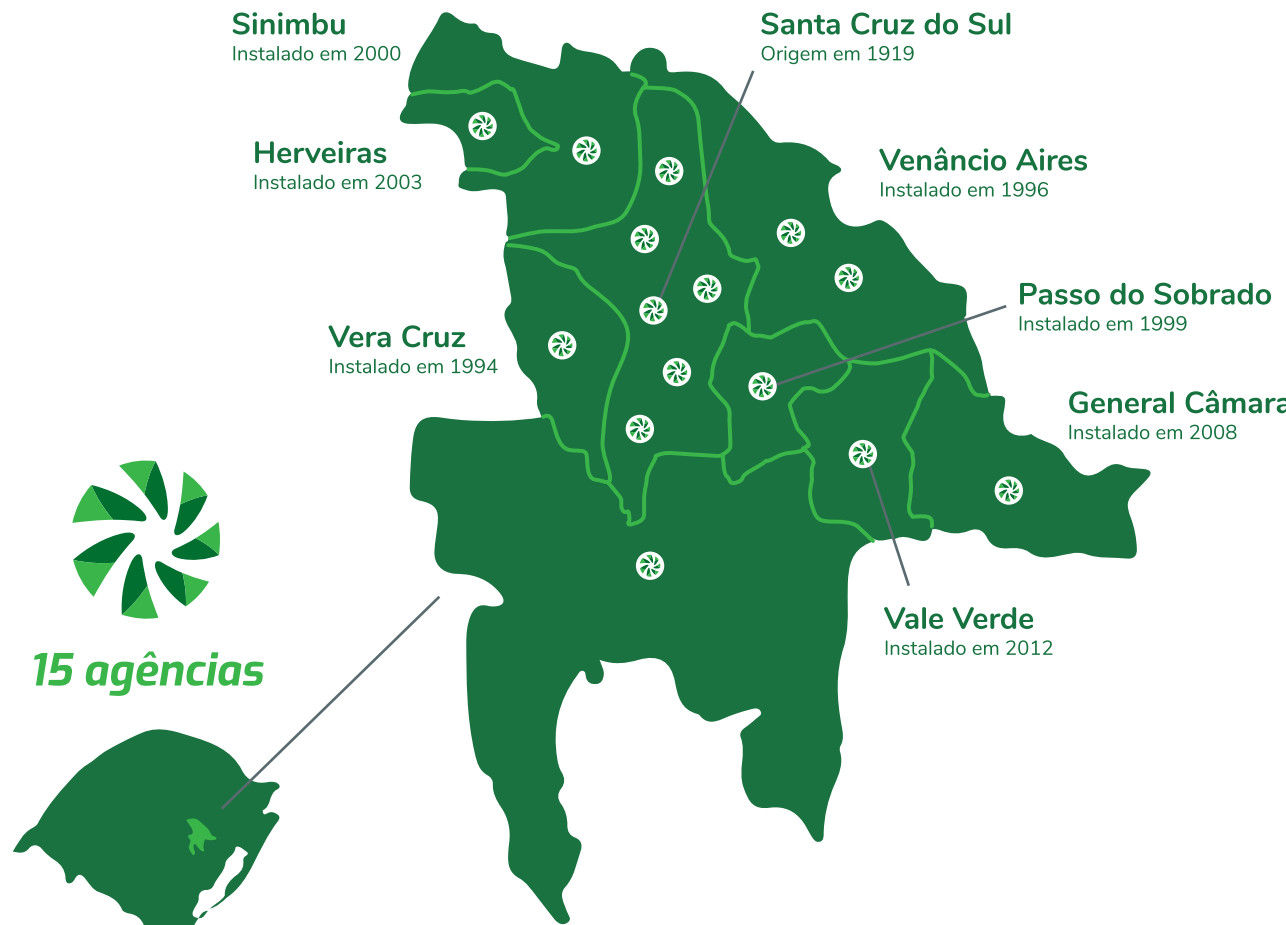 Sinimbu
Instalado em 2000
Santa Cruz do Sul
Origem em 1919
Herveiras
Instalado em 2003
Venâncio Aires
Instalado em 1996
Passo do Sobrado
Instalado em 1999
Vera Cruz
Instalado em 1994
General Câmara
Instalado em 2008
Vale Verde
Instalado em 2012
15 agências